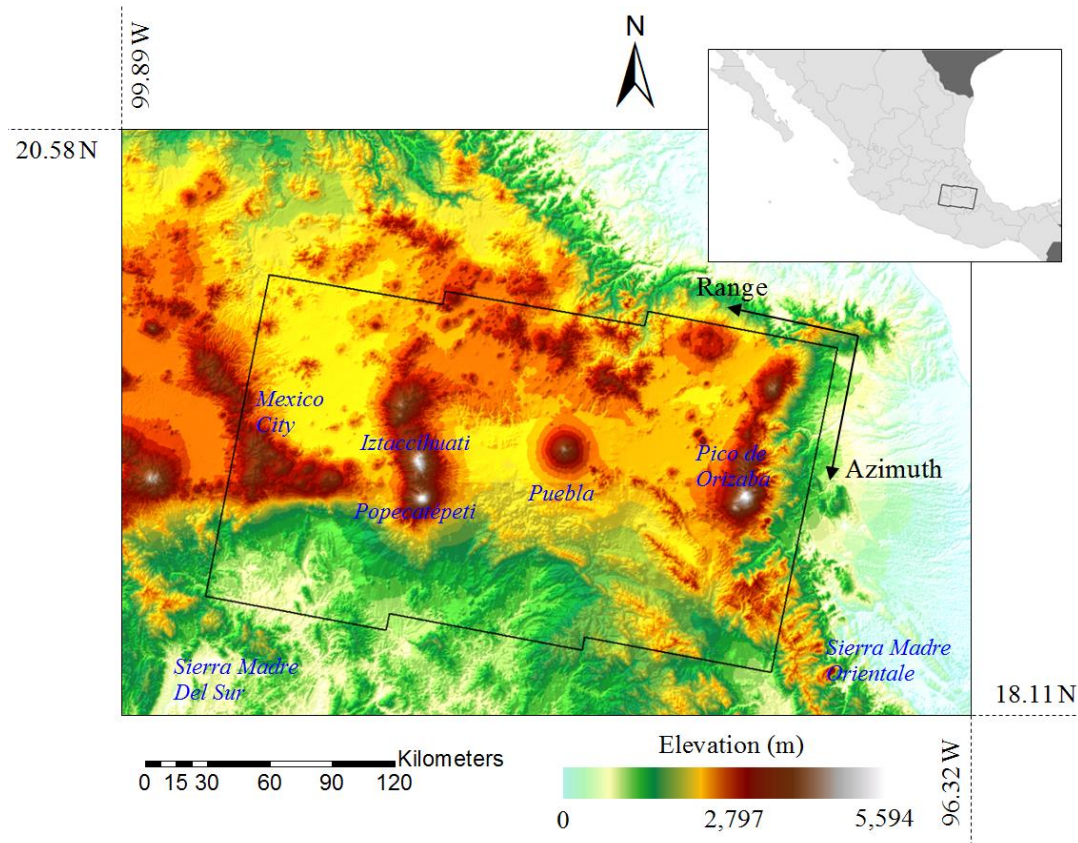 N
99.89 W
20.58 N
Range
Mexico
City
Iztaccihuati
Pico de
Orizaba
Azimuth
Puebla
Popecatepeti
Sierra Madre
Del Sur
Sierra Madre
Orientale
18.11 N
Kilometers
0 15 30 60 90 120
Elevation (m)
0 2,797 5,594
96.32 W